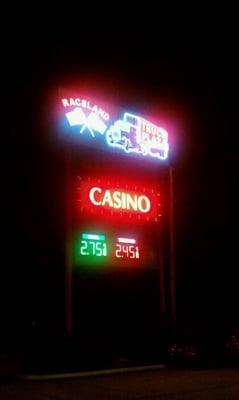 RACELAND
TRUCK
PLAZA
CASINO
2.75 2.45